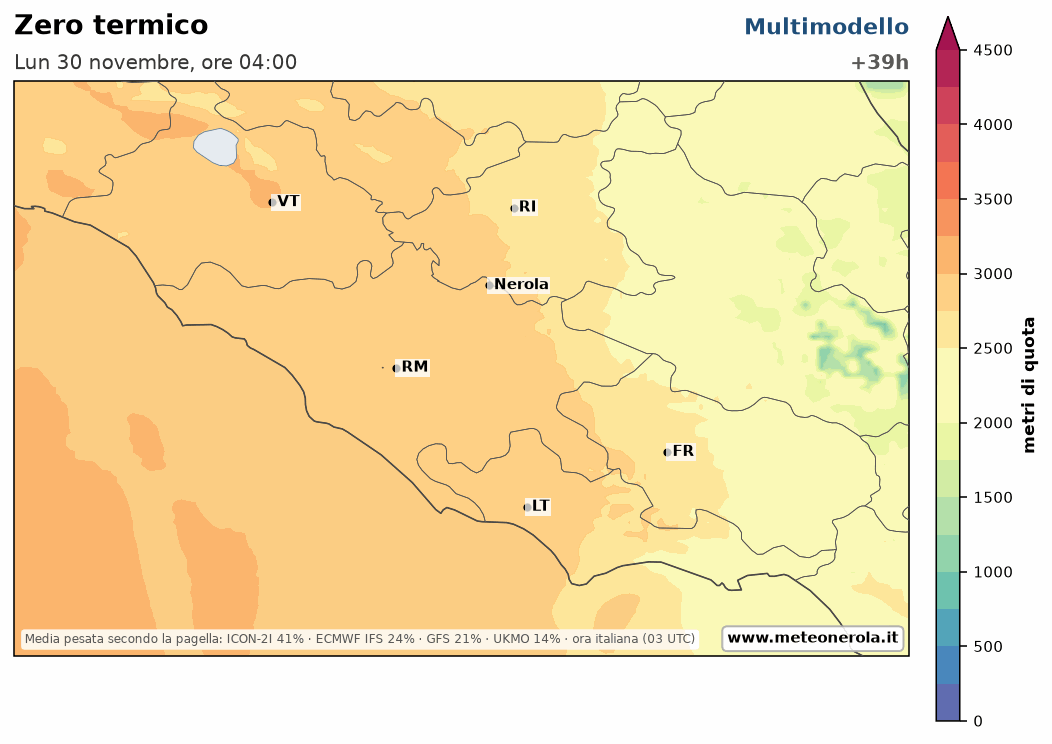 Zero termico
Multimodello
Lun 30 novembre, ore 04:00
+39h
4500
4000
3500
3000
2500
2000
1500
1000
500
0
metri di quota
VT
RI
Nerola
RM
FR
LT
Media pesata secondo la pagella: ICON-2I 41% · ECMWF IFS 24% · GFS 21% · UKMO 14% · ora italiana (03 UTC)
www.meteonerola.it